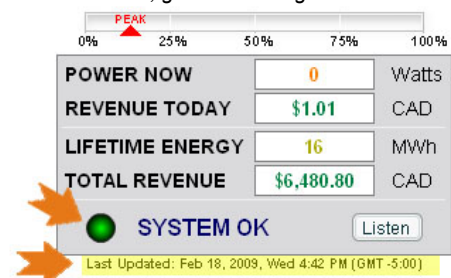 PEAK
0% 25% 50% 75% 100%
POWER NOW 0 Watts
REVENUE TODAY $1.01 CAD
LIFETIME ENERGY 16 MWh
TOTAL REVENUE $6,480.80 CAD
SYSTEM OK Listen
Last Updated: Feb 18, 2009, Wed 4:42 PM (GMT -5:00)